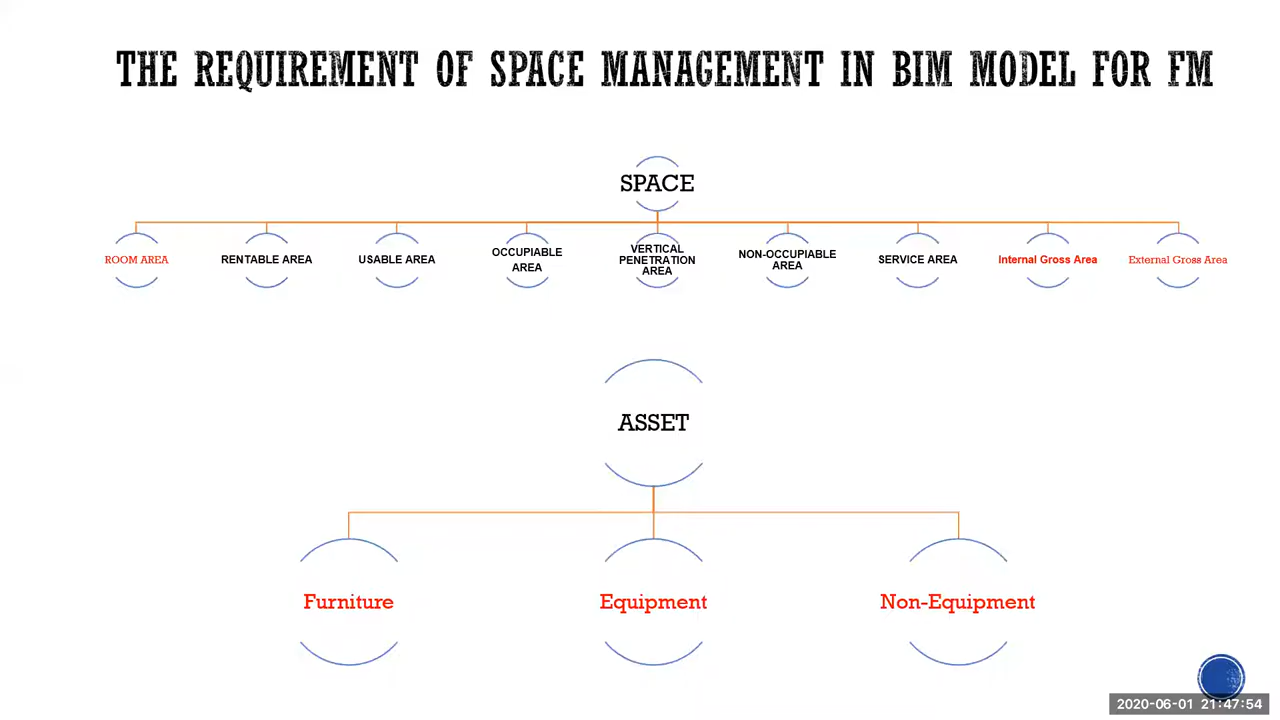 THE REQUIREMENT OF SPACE MANAGEMENT IN BIM MODEL FOR FM
SPACE
ROOM AREA
RENTABLE AREA
USABLE AREA
OCCUPIABLE
AREA
VERTICAL
PENETRATION
AREA
NON-OCCUPIABLE
AREA
SERVICE AREA
Internal Gross Area
External Gross Area
ASSET
Furniture
Equipment
Non-Equipment
2020-06-01 21:47:54